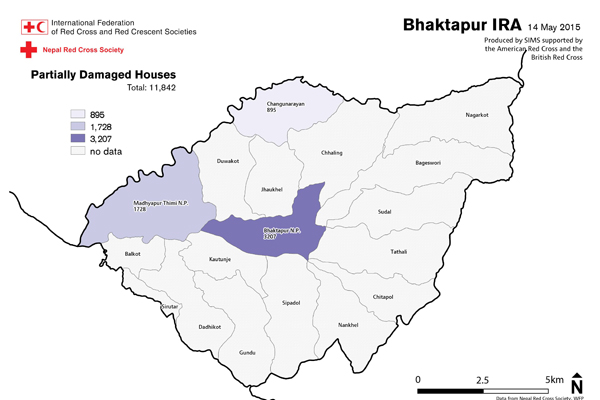 International Federation
of Red Cross and Red Crescent Societies
Nepal Red Cross Society
Bhaktapur IRA 14 May 2015
Produced by SIMS supported by
the American Red Cross and the
British Red Cross
Partially Damaged Houses
Total: 11,842
895
1,728
3,207
no data
Changunarayan
895
Nagarkot
Duwakot
Chhaling
Bageswori
Jhaukhel
Madhyapur Thimi N.P.
1728
Sudal
Bhaktapur N.P.
3207
Balkot
Kautunje
Tathali
Sirutar
Sipadol
Chitapol
Dadhikot
Nankhel
Gundu
0 2.5 5km
N
Data from Nepal Red Cross Society, WFP